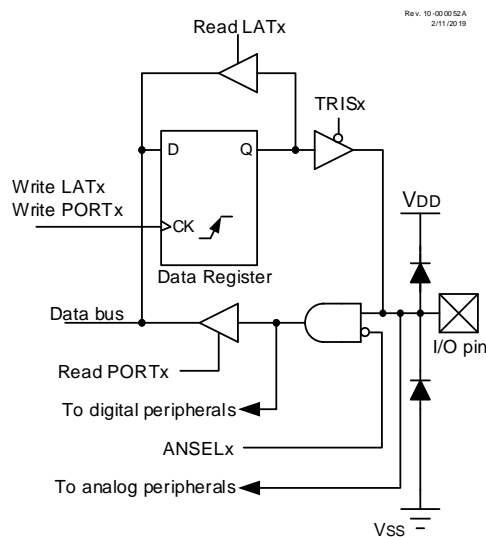 Rev. 10-000052A
2/11/2019
Read LATx
TRISx
D
Q
Write LATx
Write PORTx
CK
VDD
Data Register
Data bus
I/O pin
Read PORTx
To digital peripherals
ANSELx
To analog peripherals
VSS